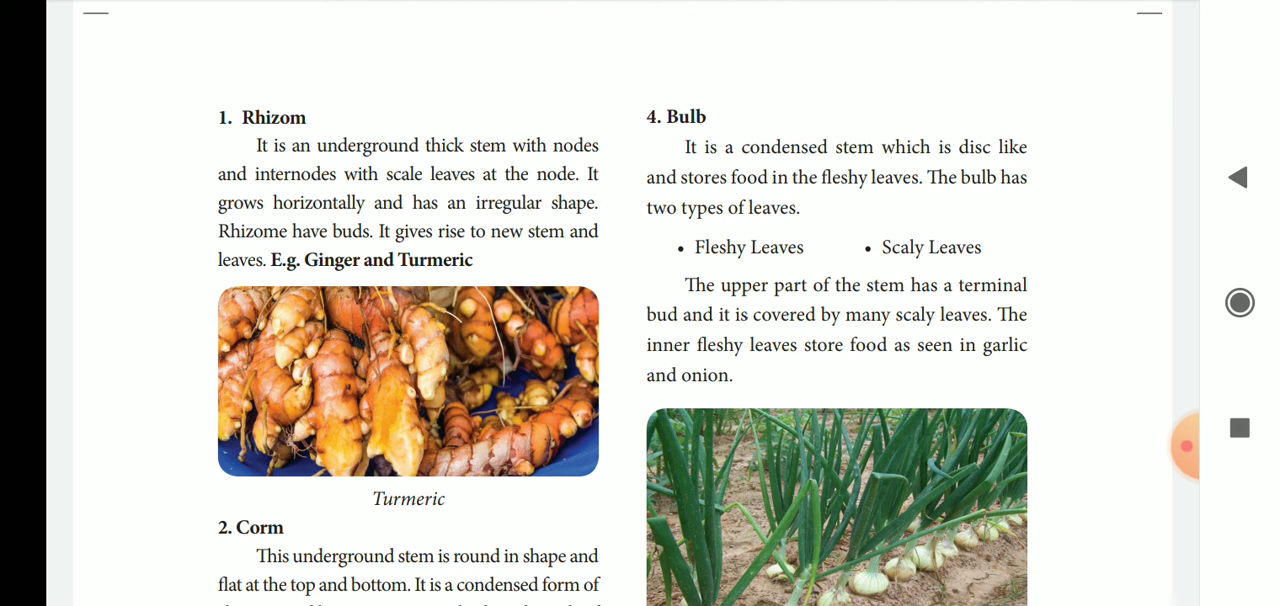 1. Rhizom
It is an underground thick stem with nodes
and internodes with scale leaves at the node. It
grows horizontally and has an irregular shape.
Rhizome have buds. It gives rise to new stem and
leaves. E.g. Ginger and Turmeric
Turmeric
2. Corm
This underground stem is round in shape and
flat at the top and bottom. It is a condensed form of
4. Bulb
It is a condensed stem which is disc like
and stores food in the fleshy leaves. The bulb has
two types of leaves.
• Fleshy Leaves • Scaly Leaves
The upper part of the stem has a terminal
bud and it is covered by many scaly leaves. The
inner fleshy leaves store food as seen in garlic
and onion.